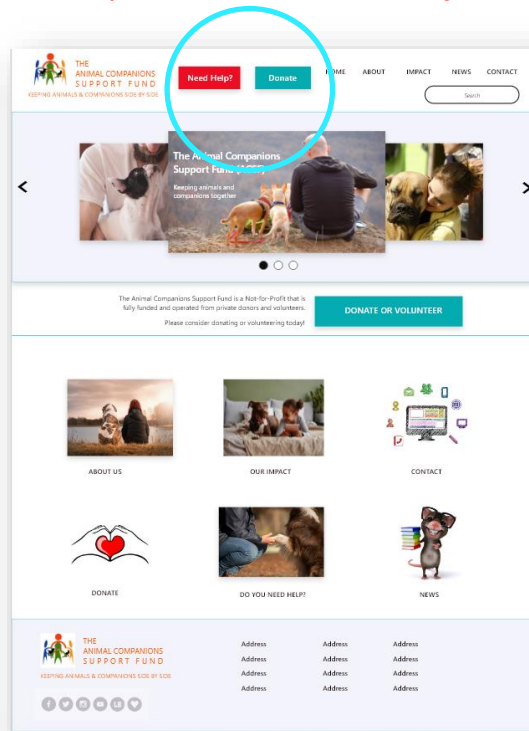 THE
ANIMAL COMPANIONS
SUPPORT FUND
KEEPING ANIMALS & COMPANIONS SIDE BY SIDE
Need Help?
Donate
HOME
ABOUT
IMPACT
NEWS
CONTACT
Search
The Animal Companions
Support Fund (ACSF)
Keeping animals and
companions together
The Animal Companions Support Fund is a Not-for-Profit that is
fully funded and operated from private donors and volunteers.
Please consider donating or volunteering today!
DONATE OR VOLUNTEER
ABOUT US
OUR IMPACT
CONTACT
DONATE
DO YOU NEED HELP?
NEWS
THE
ANIMAL COMPANIONS
SUPPORT FUND
KEEPING ANIMALS & COMPANIONS SIDE BY SIDE
Address Address Address
Address Address Address
Address Address Address
Address Address Address